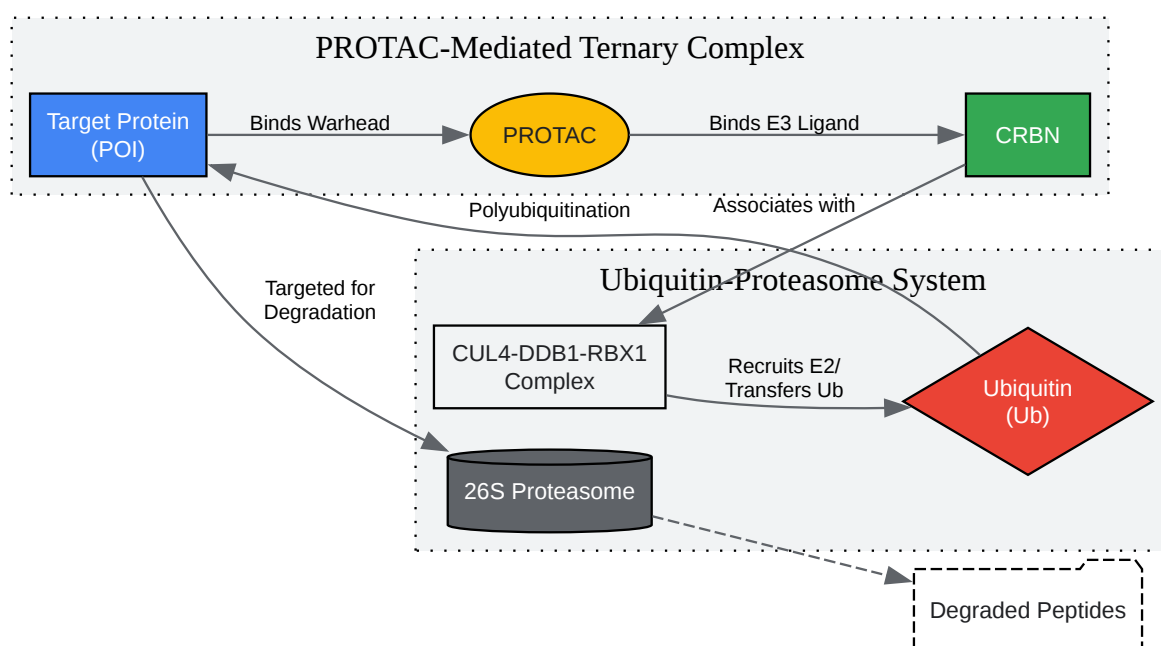 PROTAC-Mediated Ternary Complex
Target Protein
(POI)
Binds Warhead
PROTAC
Binds E3 Ligand
CRBN
Polyubiquitination
Associates with
Ubiquitin-Proteasome System
Targeted for
Degradation
CUL4-DDB1-RBX1
Complex
Recruits E2/
Transfers Ub
Ubiquitin
(Ub)
26S Proteasome
Degraded Peptides